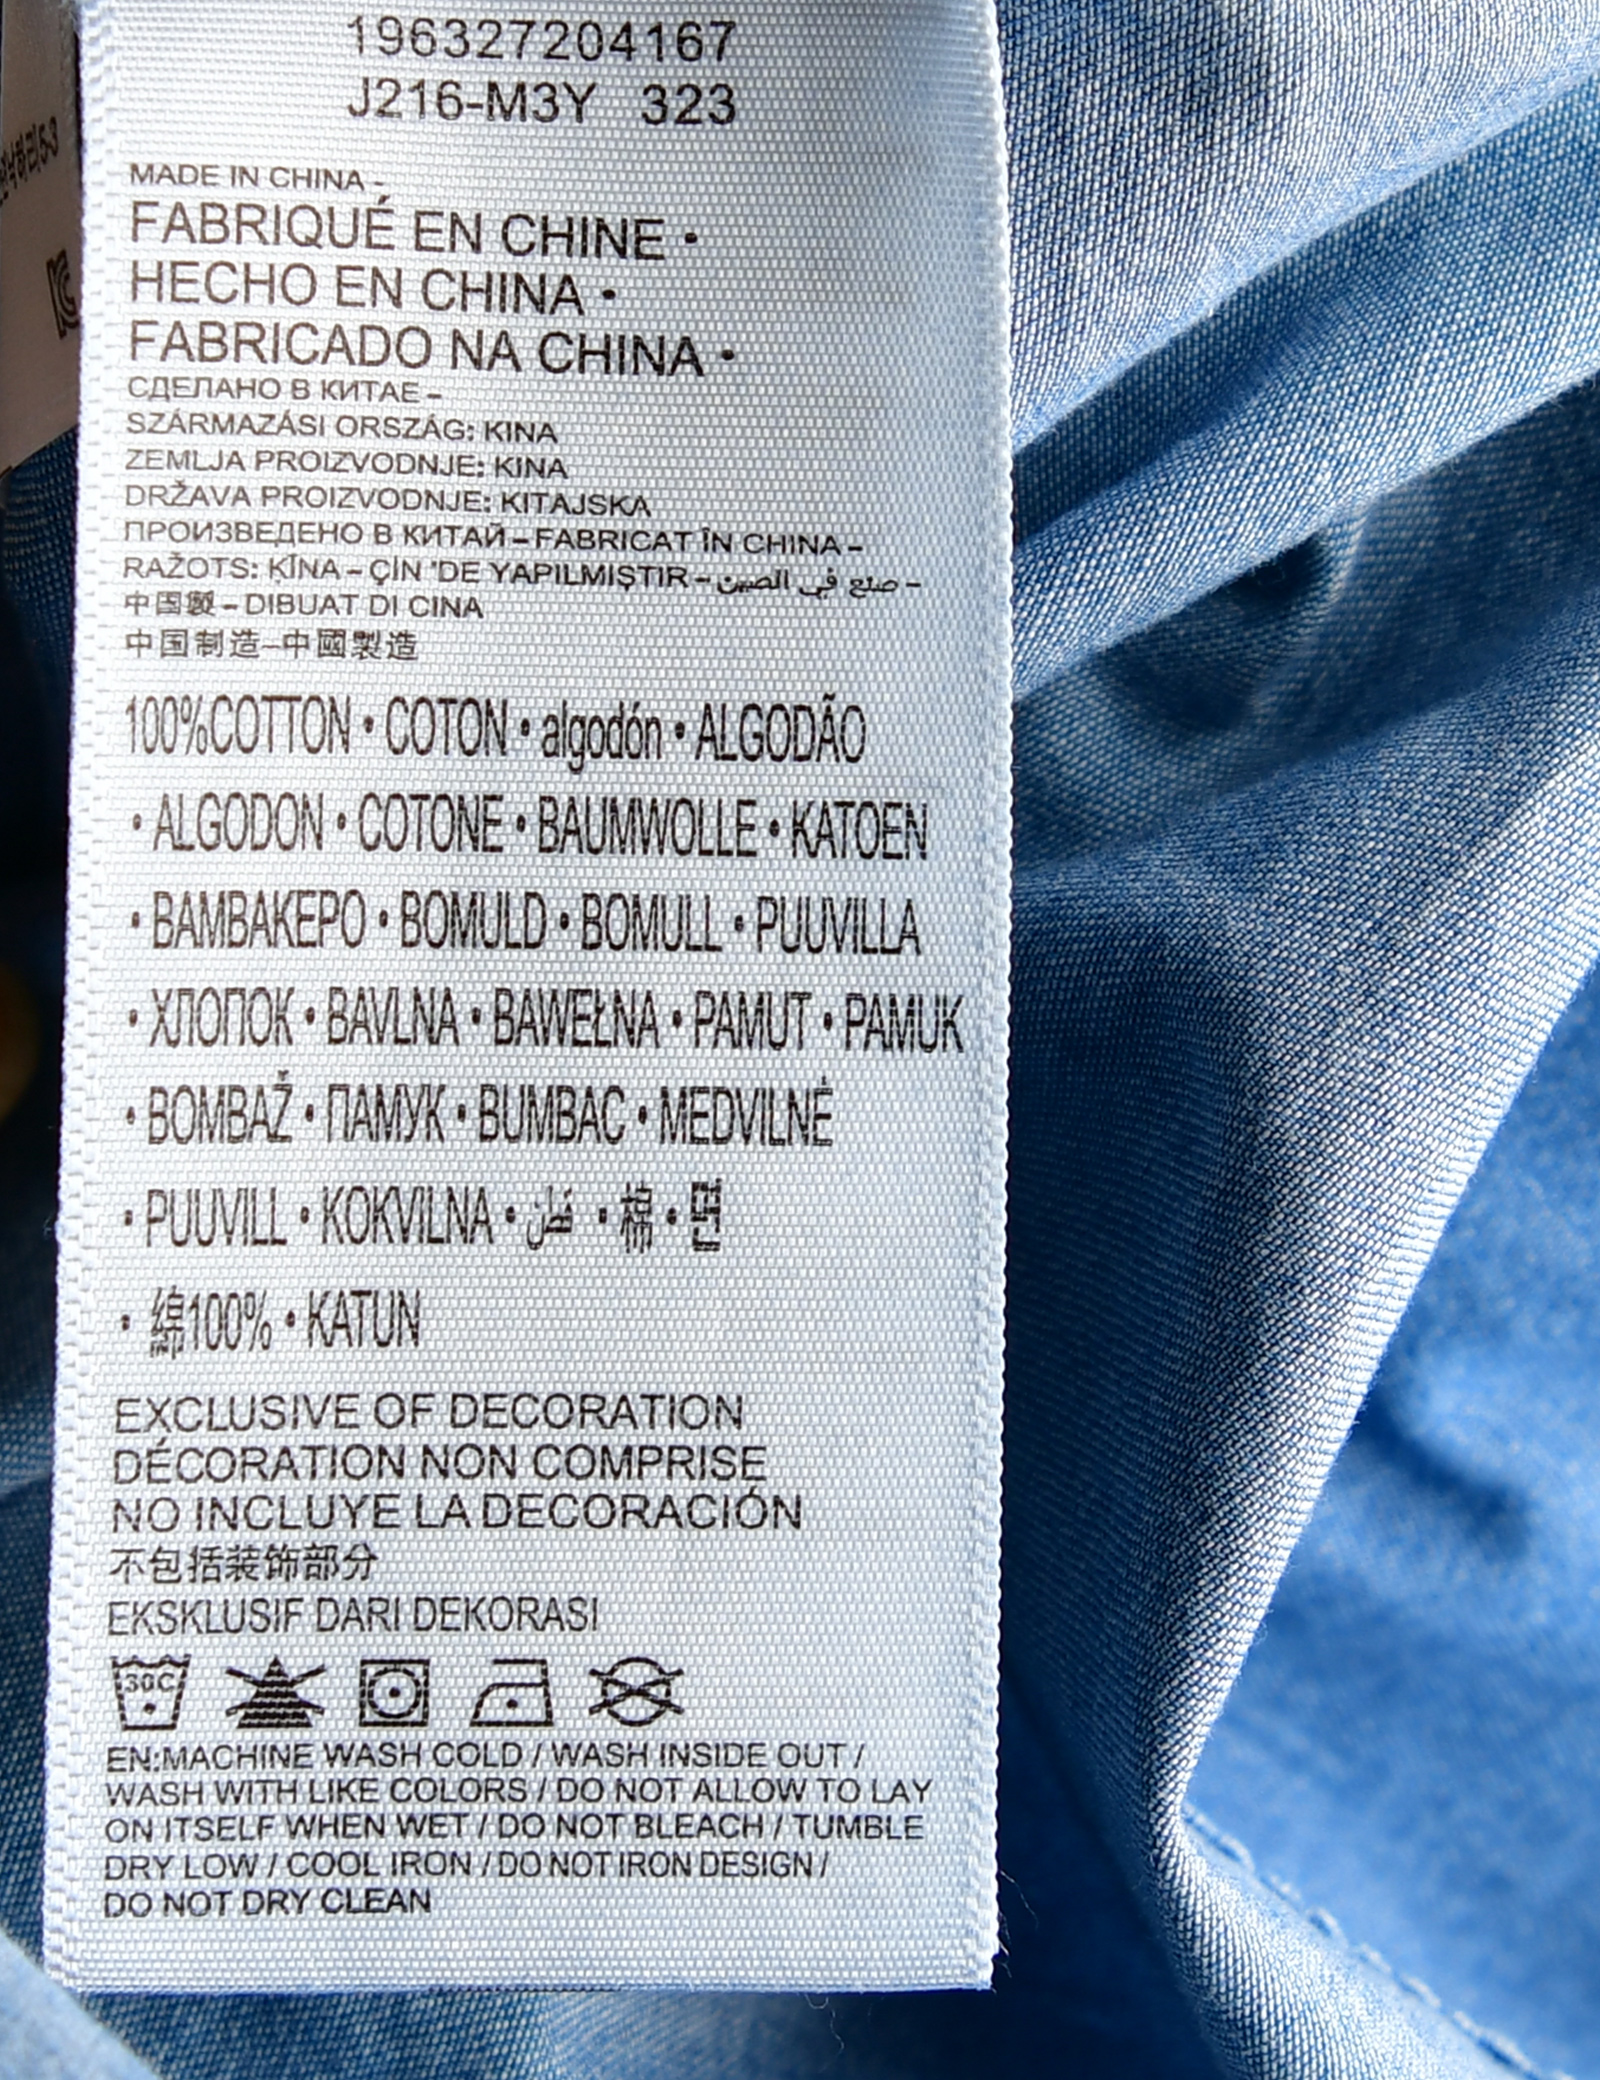 196327204167
J216-M3Y 323
MADE IN CHINA -
FABRIQUÉ EN CHINE •
HECHO EN CHINA •
FABRICADO NA CHINA •
СДЕЛАНО В КИТАЕ –
SZÁRMAZÁSI ORSZÁG: KINA
ZEMLJA PROIZVODNJE: KINA
DRŽAVA PROIZVODNJE: KITAJSKA
ПРОИЗВЕДЕНО В КИТАЙ – FABRICAT ÎN CHINA –
RAŽOTS: ĶĪNA – ÇİN 'DE YAPILMIŞTIR – صنع في الصين –
中国製 – DIBUAT DI CINA
中国制造–中國製造
100%COTTON • COTON • algodón • ALGODÃO
• ALGODON • COTONE • BAUMWOLLE • KATOEN
• BAMBAKEPO • BOMULD • BOMULL • PUUVILLA
• ХЛОПОК • BAVLNA • BAWEŁNA • PAMUT • PAMUK
• BOMBAŽ • ПАМУК • BUMBAC • MEDVILNĖ
• PUUVILL • KOKVILNA • قطن • 棉 • 면
• 綿100% • KATUN
EXCLUSIVE OF DECORATION
DÉCORATION NON COMPRISE
NO INCLUYE LA DECORACIÓN
不包括装饰部分
EKSKLUSIF DARI DEKORASI
30C
EN:MACHINE WASH COLD / WASH INSIDE OUT /
WASH WITH LIKE COLORS / DO NOT ALLOW TO LAY
ON ITSELF WHEN WET / DO NOT BLEACH / TUMBLE
DRY LOW / COOL IRON / DO NOT IRON DESIGN /
DO NOT DRY CLEAN